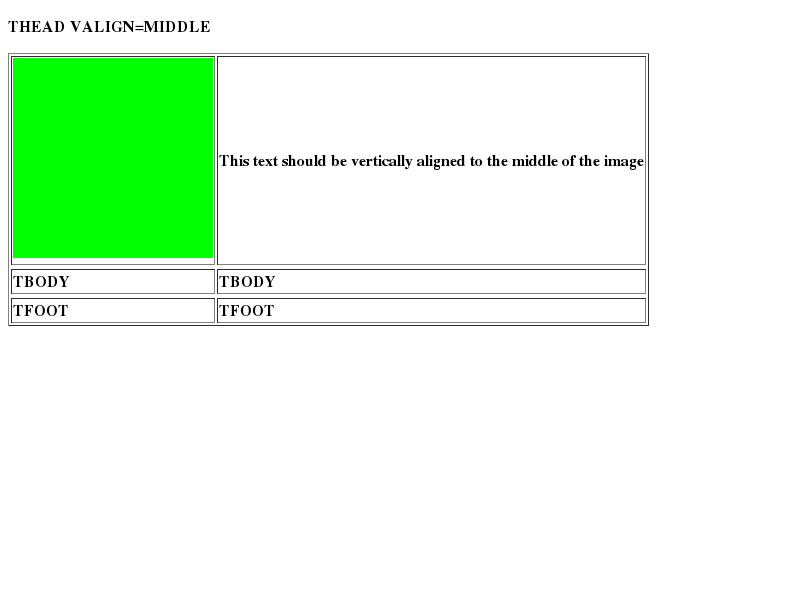 THEAD VALIGN=MIDDLE
This text should be vertically aligned to the middle of the image
TBODY TBODY
TFOOT TFOOT